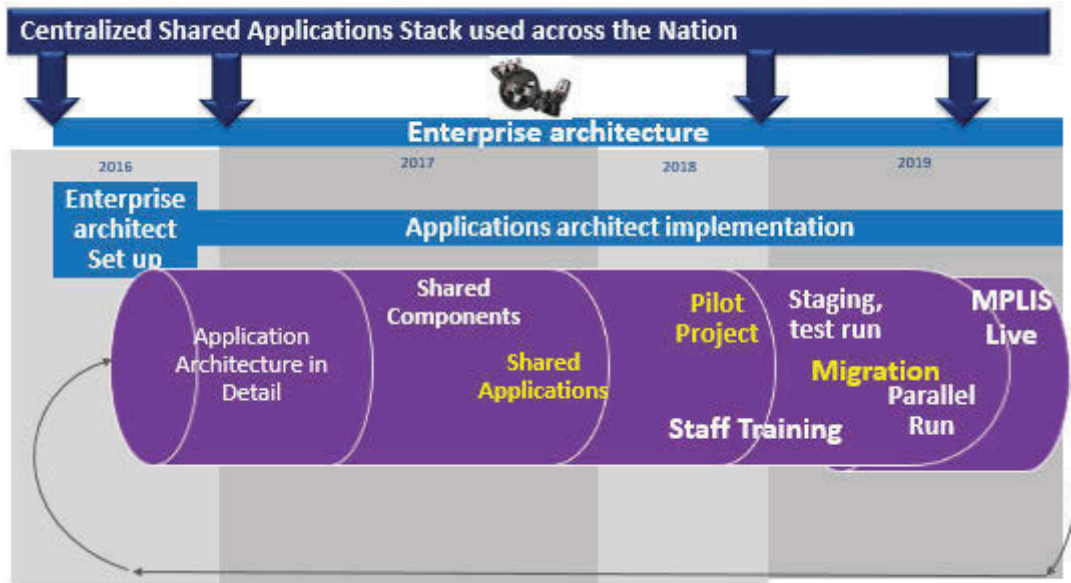 Centralized Shared Applications Stack used across the Nation
Enterprise architecture
2016
2017
2018
2019
Enterprise
architect
Set up
Applications architect implementation
Application
Architecture in
Detail
Shared
Components
Shared
Applications
Pilot
Project
Staff Training
Staging,
test run
Migration
Parallel
Run
MPLIS
Live